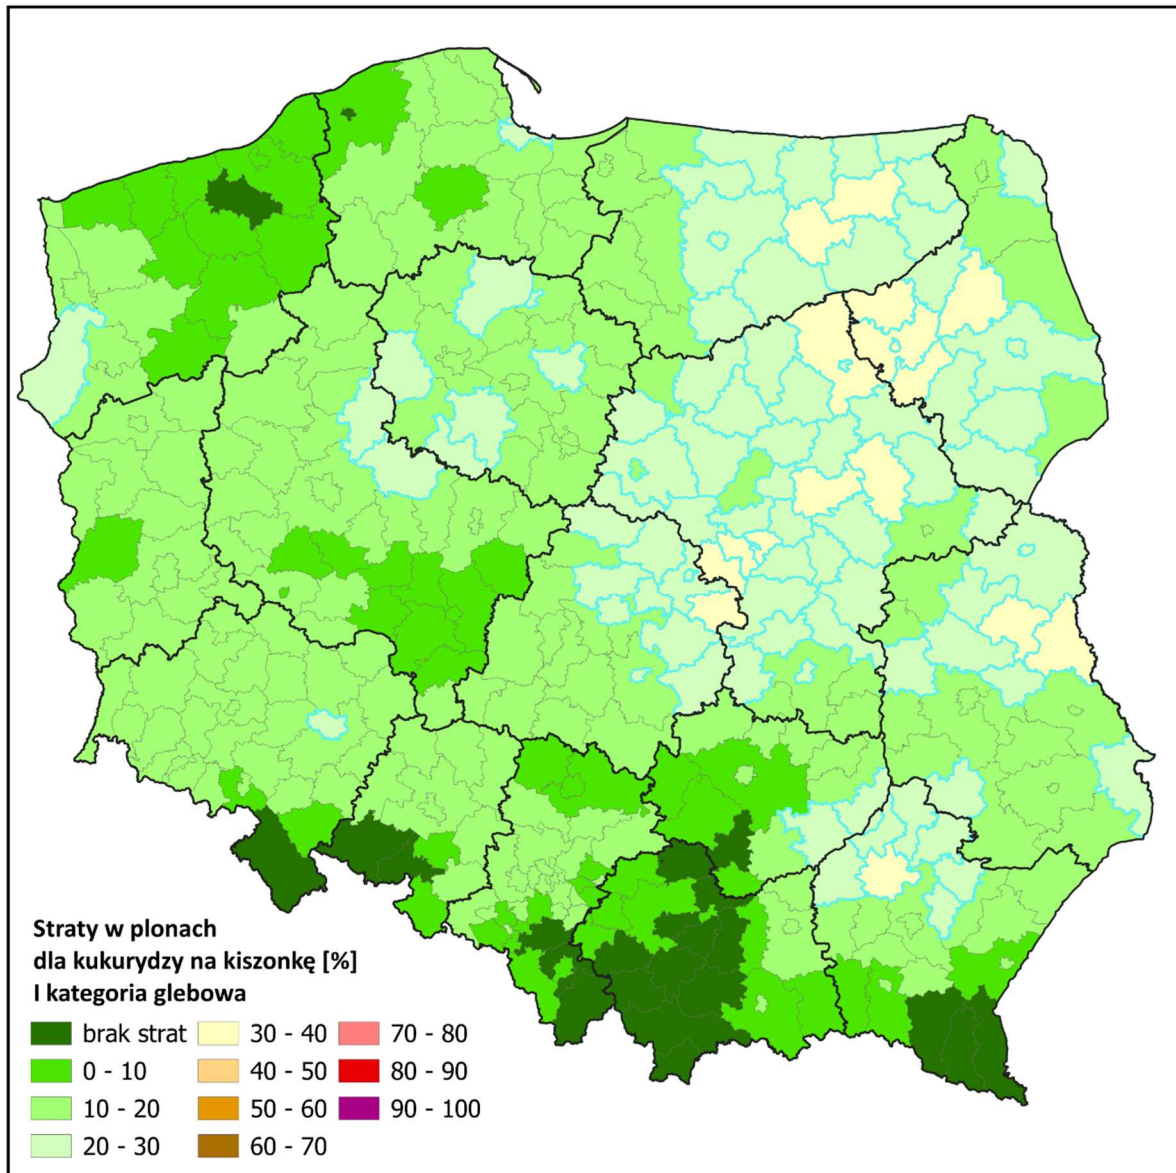 Straty w plonach
dla kukurydzy na kiszonkę [%]
I kategoria glebowa
brak strat
0 - 10
10 - 20
20 - 30
30 - 40
40 - 50
50 - 60
60 - 70
70 - 80
80 - 90
90 - 100